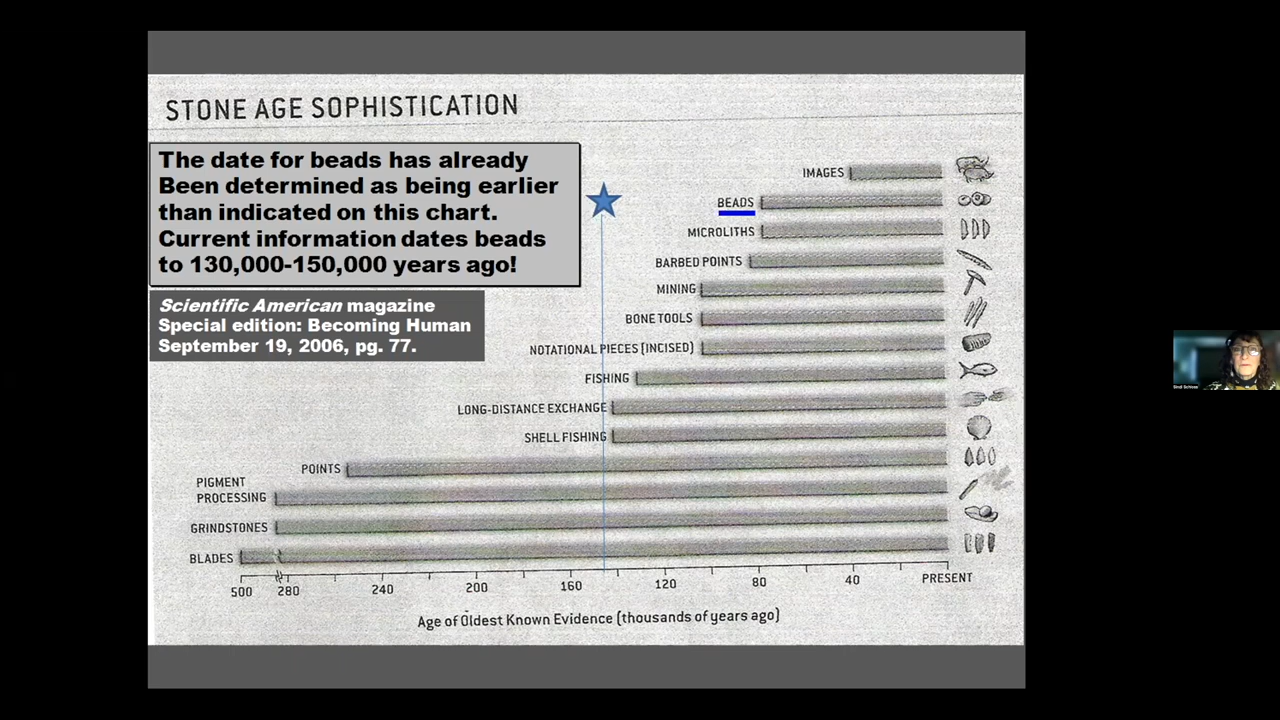 STONE AGE SOPHISTICATION
The date for beads has already
Been determined as being earlier
than indicated on this chart.
Current information dates beads
to 130,000-150,000 years ago!
Scientific American magazine
Special edition: Becoming Human
September 19, 2006, pg. 77.
IMAGES
BEADS
MICROLITHS
BARBED POINTS
MINING
BONE TOOLS
NOTATIONAL PIECES (INCISED)
FISHING
LONG-DISTANCE EXCHANGE
SHELL FISHING
POINTS
PIGMENT
PROCESSING
GRINDSTONES
BLADES
500 280 240 200 160 120 80 40 PRESENT
Age of Oldest Known Evidence (thousands of years ago)